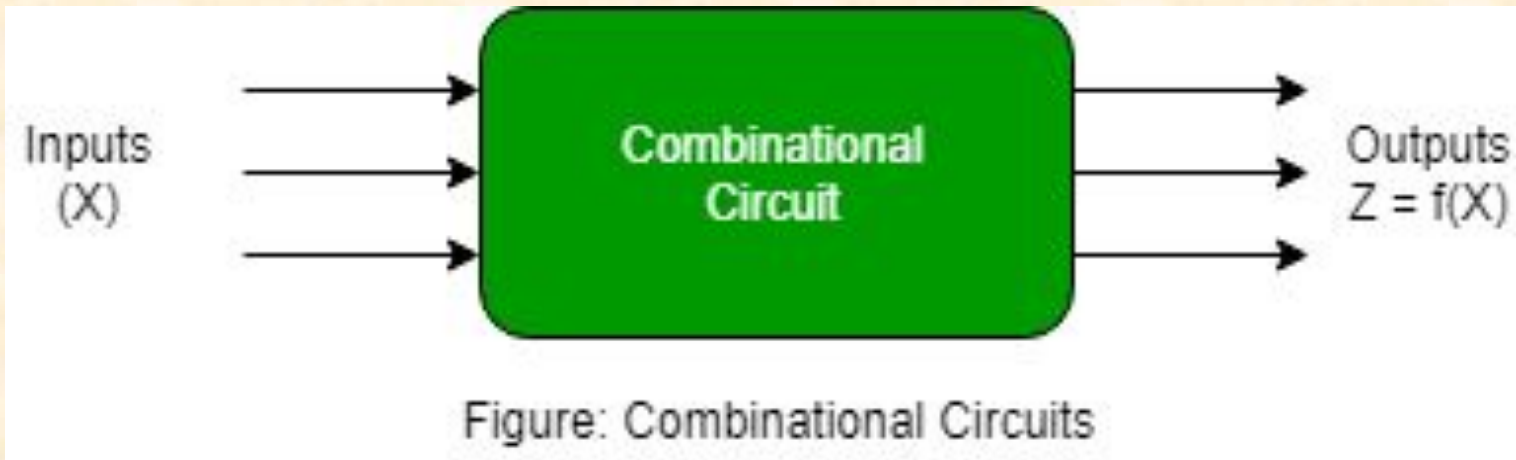 Inputs
(X)
Combinational
Circuit
Outputs
Z = f(X)
Figure: Combinational Circuits